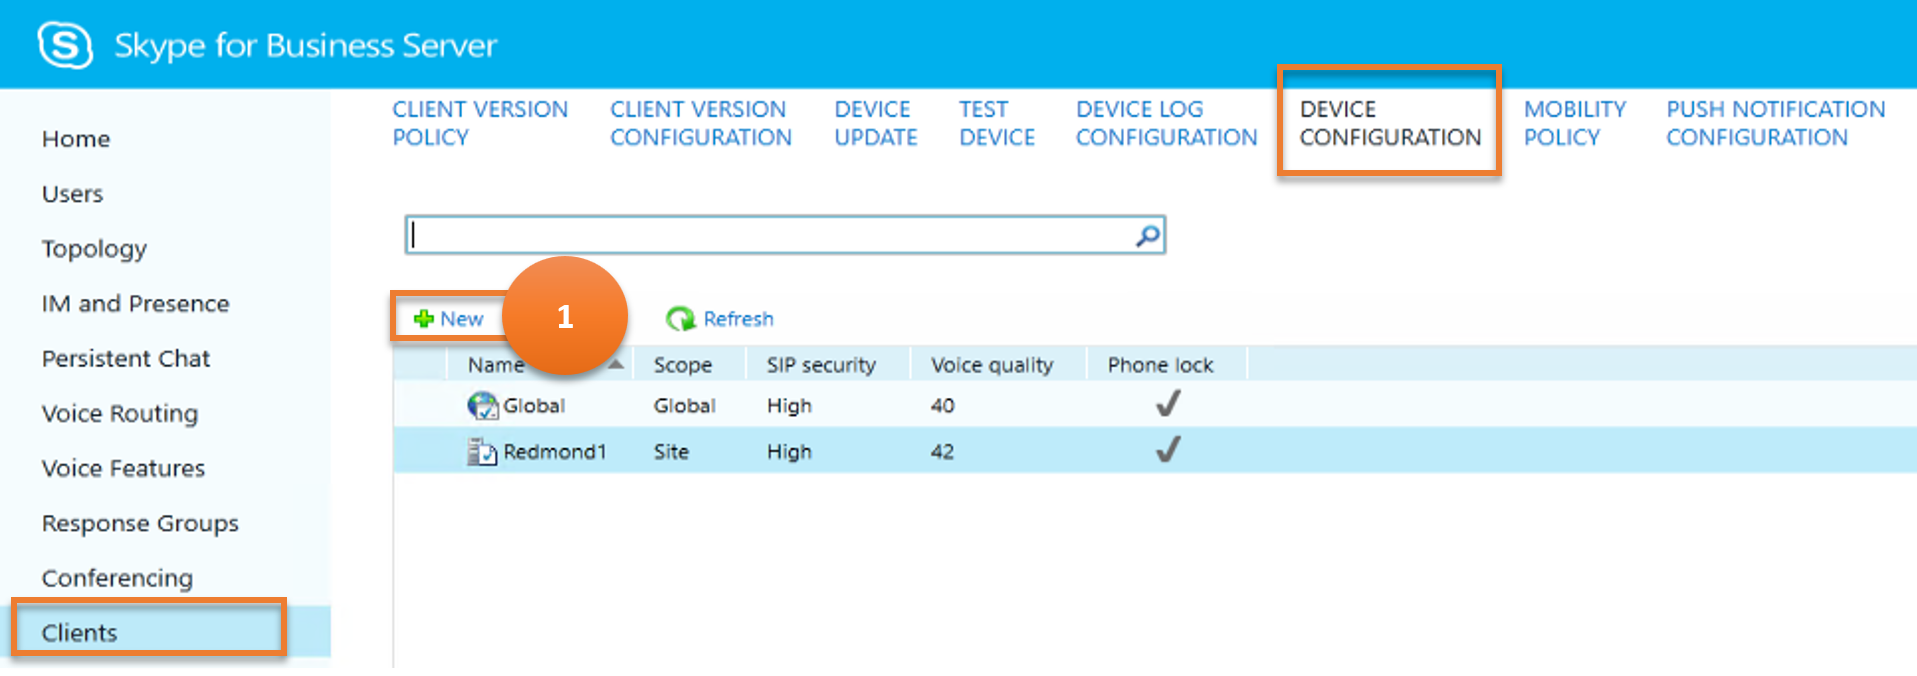 Skype for Business Server
CLIENT VERSION POLICY
CLIENT VERSION CONFIGURATION
DEVICE UPDATE
TEST DEVICE
DEVICE LOG CONFIGURATION
DEVICE CONFIGURATION
MOBILITY POLICY
PUSH NOTIFICATION CONFIGURATION
Home
Users
Topology
IM and Presence
Persistent Chat
Voice Routing
Voice Features
Response Groups
Conferencing
Clients
New 1 Refresh
Name Scope SIP security Voice quality Phone lock
Global Global High 40
Redmond1 Site High 42